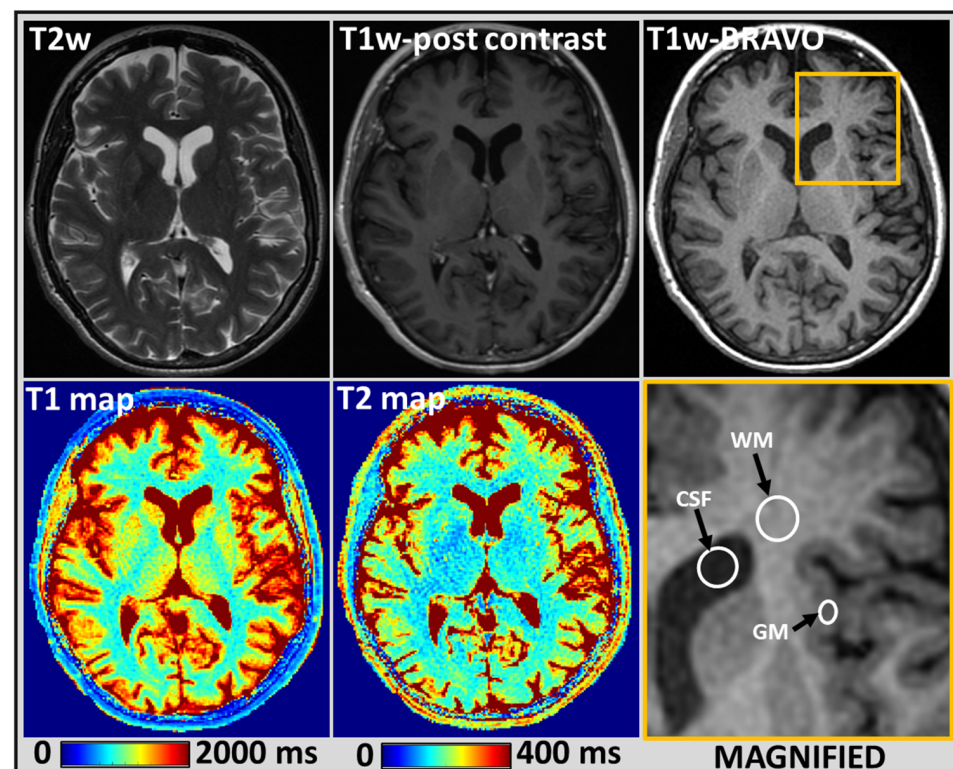 T2w
T1w-post contrast
T1w-BRAVO
T1 map
T2 map
WM
CSF
GM
0 2000 ms
0 400 ms
MAGNIFIED